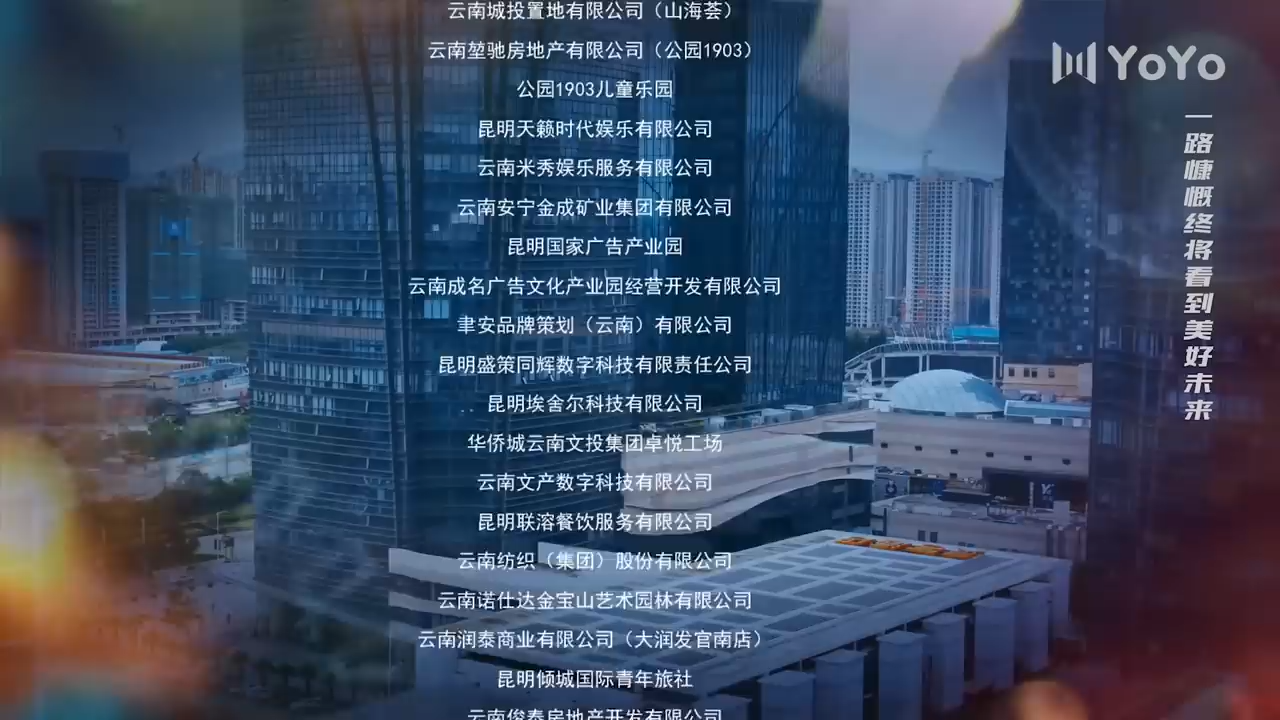 云南城投置地有限公司（山海荟）
云南堃驰房地产有限公司（公园1903）
公园1903儿童乐园
昆明天籁时代娱乐有限公司
云南米秀娱乐服务有限公司
云南安宁金成矿业集团有限公司
昆明国家广告产业园
云南成名广告文化产业园经营开发有限公司
聿安品牌策划（云南）有限公司
昆明盛策同辉数字科技有限责任公司
昆明埃舍尔科技有限公司
华侨城云南文投集团卓悦工场
云南文产数字科技有限公司
昆明联溶餐饮服务有限公司
云南纺织（集团）股份有限公司
云南诺仕达金宝山艺术园林有限公司
云南润泰商业有限公司（大润发官南店）
昆明倾城国际青年旅社
云南俊泰房地产开发有限公司
YoYo
一路慷慨终将看到美好未来